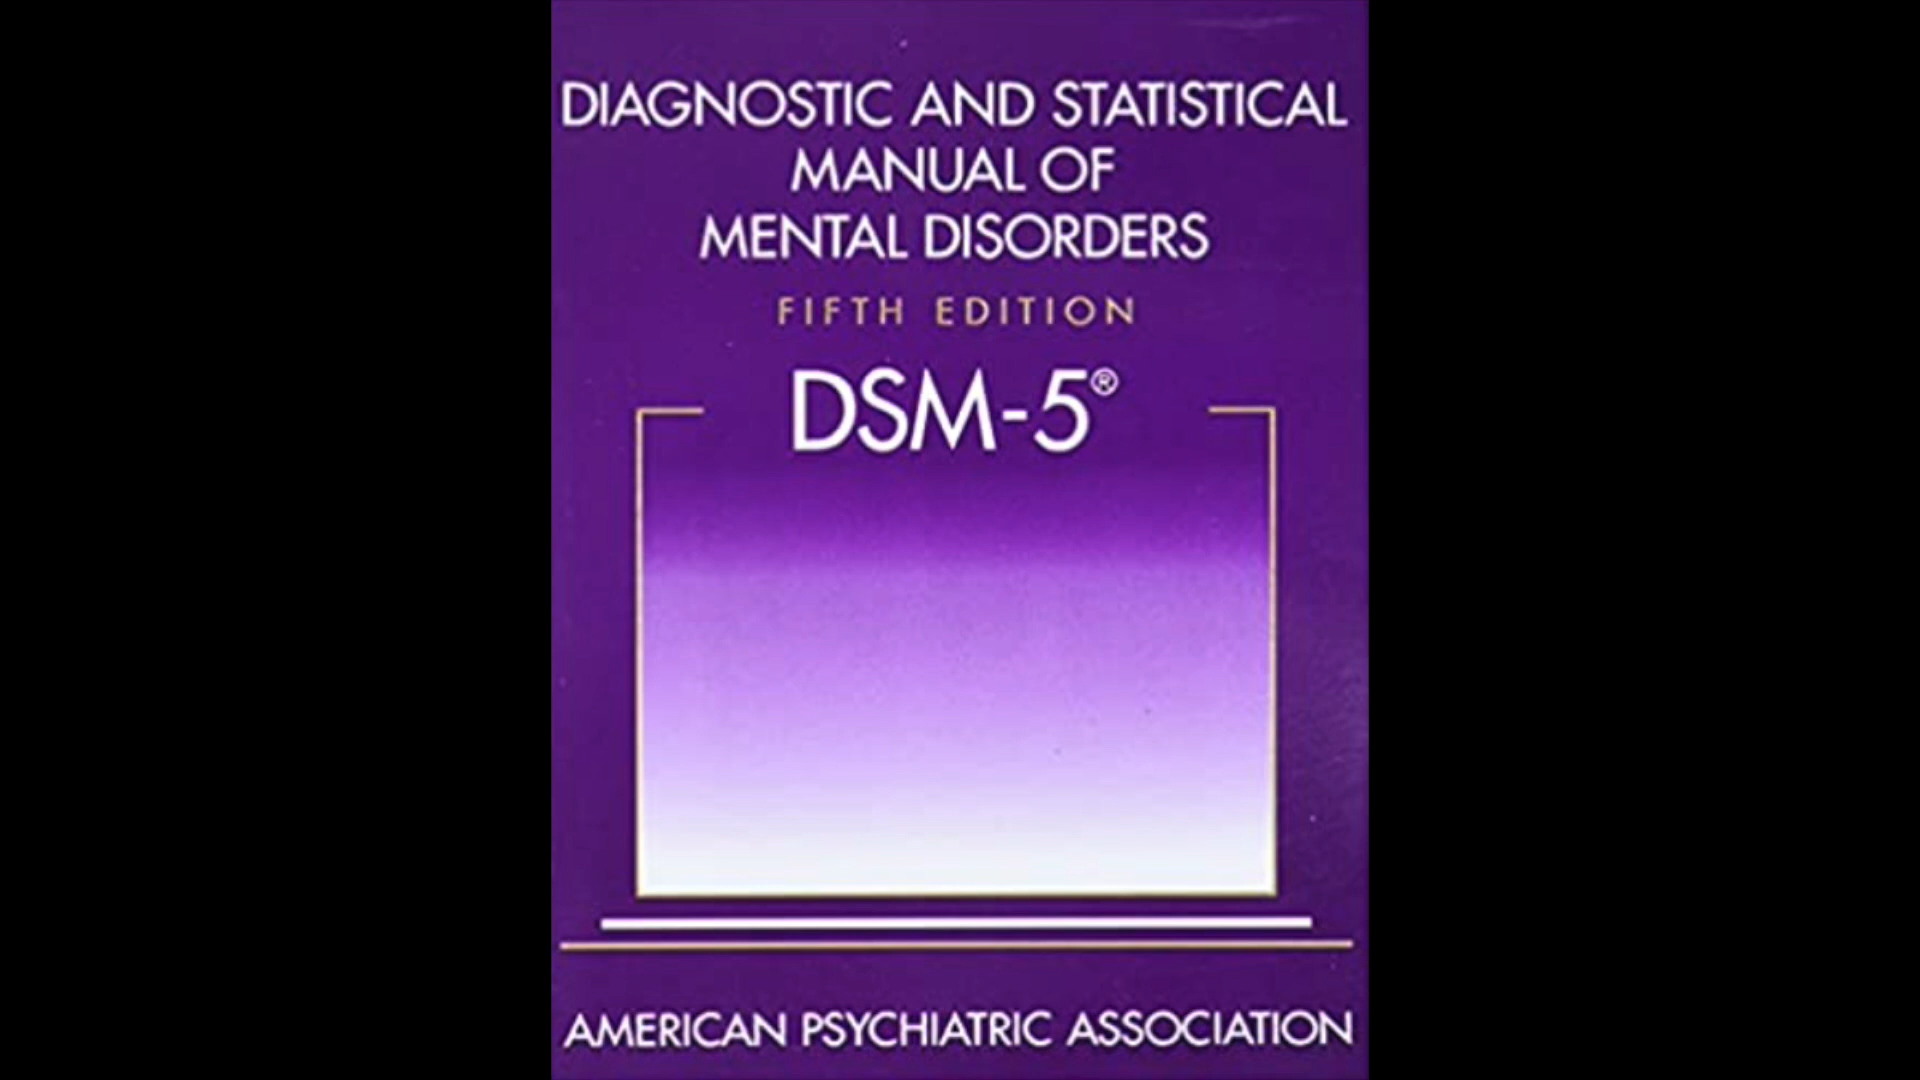 DIAGNOSTIC AND STATISTICAL
MANUAL OF
MENTAL DISORDERS
FIFTH EDITION
DSM-5®
AMERICAN PSYCHIATRIC ASSOCIATION